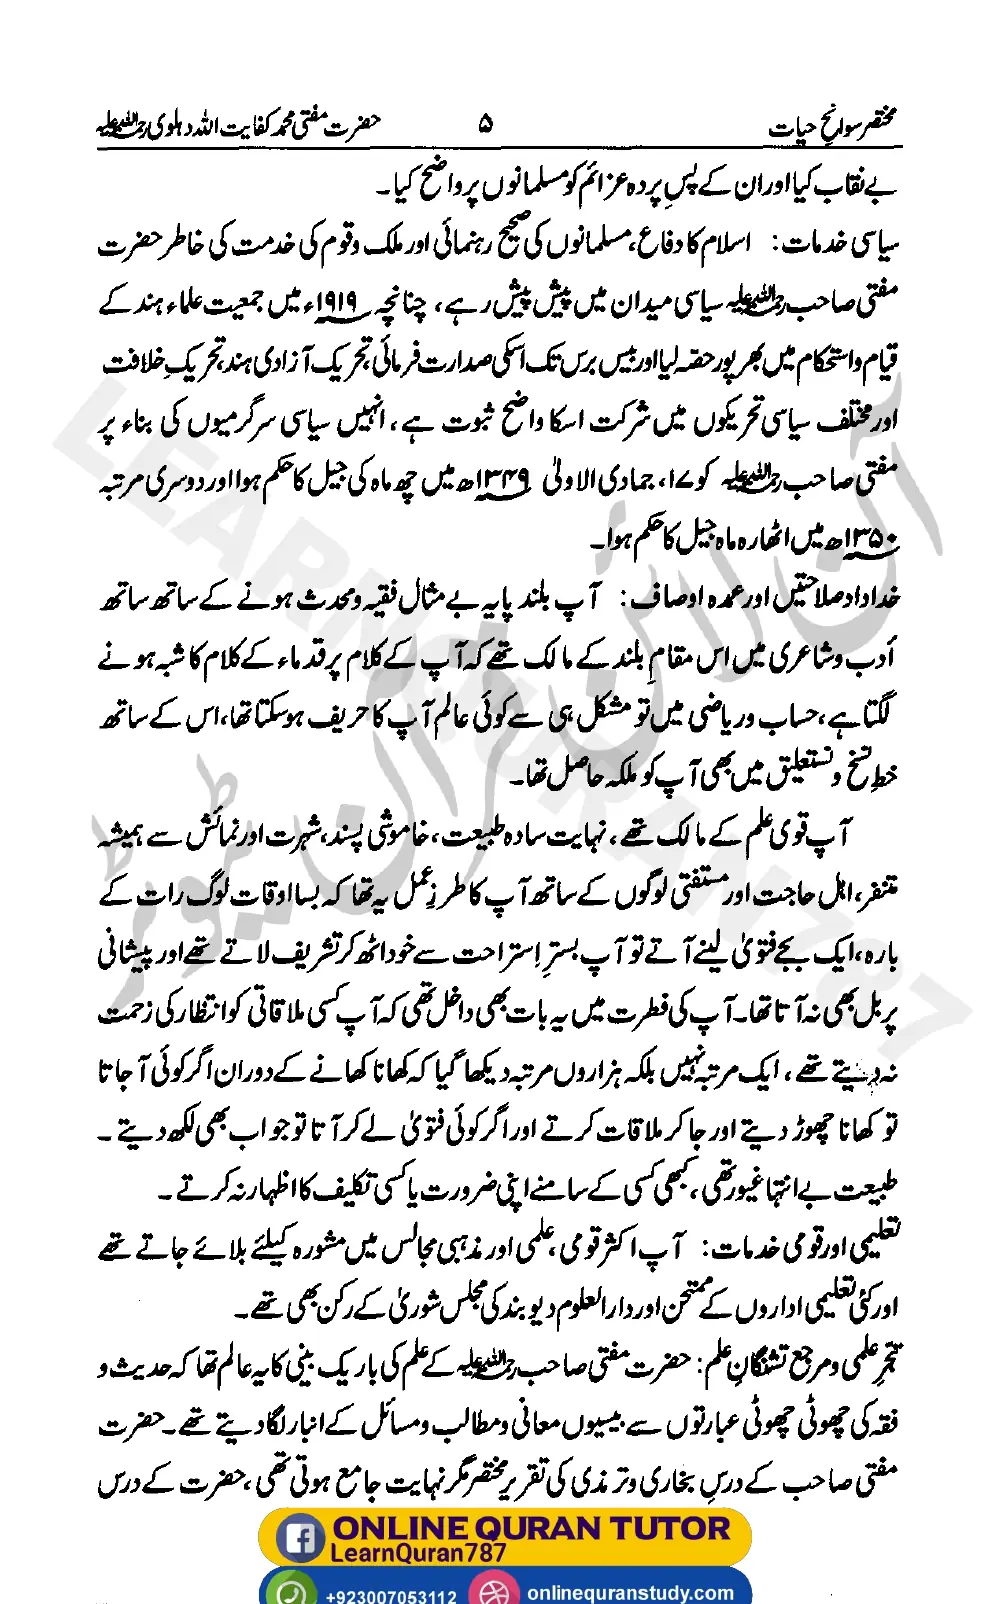 مختصر سوانح حیات ۵ حضرت مفتی محمد کفایت اللہ دہلوی رحمۃ اللہ علیہ
بے نقاب کیا اور ان کے پسِ پردہ عزائم کو مسلمانوں پر واضح کیا۔
سیاسی خدمات: اسلام کا دفاع، مسلمانوں کی صحیح رہنمائی اور ملک و قوم کی خدمت کی خاطر حضرت
مفتی صاحب رحمۃ اللہ علیہ سیاسی میدان میں پیش پیش رہے، چنانچہ ۱۹۱۹ء میں جمعیت علماء ہند کے
قیام و استحکام میں بھرپور حصہ لیا اور بیس برس تک اسکی صدارت فرمائی، تحریک آزادی ہند، تحریکِ خلافت
اور مختلف سیاسی تحریکوں میں شرکت اسکا واضح ثبوت ہے، انہیں سیاسی سرگرمیوں کی بناء پر
مفتی صاحب رحمۃ اللہ علیہ کو ۱۷، جمادی الاولیٰ ۱۳۴۹ھ میں چھ ماہ کی جیل کا حکم ہوا اور دوسری مرتبہ
۱۳۵۰ھ میں اٹھارہ ماہ جیل کا حکم ہوا۔
خداداد صلاحیتیں اور عمدہ اوصاف: آپ بلند پایہ بے مثال فقیہ و محدث ہونے کے ساتھ ساتھ
أدب و شاعری میں اس مقامِ بلند کے مالک تھے کہ آپ کے کلام پر قدماء کے کلام کا شبہ ہونے
لگتا ہے، حساب و ریاضی میں تو مشکل ہی سے کوئی عالم آپ کا حریف ہوسکتا تھا، اس کے ساتھ
خطِ نسخ و نستعلیق میں بھی آپ کو ملکہ حاصل تھا۔
آپ قوی علم کے مالک تھے، نہایت سادہ طبیعت، خاموشی پسند، شہرت اور نمائش سے ہمیشہ
متنفر، اہل حاجت اور مستفتی لوگوں کے ساتھ آپ کا طرزِ عمل یہ تھا کہ بسا اوقات لوگ رات کے
بارہ، ایک بجے فتویٰ لینے آتے تو آپ بسترِ إستراحت سے خود اٹھ کر تشریف لاتے تھے اور پیشانی
پر بل بھی نہ آتا تھا۔ آپ کی فطرت میں یہ بات بھی داخل تھی کہ آپ کسی ملاقاتی کو انتظار کی زحمت
نہ دیتے تھے، ایک مرتبہ نہیں بلکہ ہزاروں مرتبہ دیکھا گیا کہ کھانا کھانے کے دوران اگر کوئی آجاتا
تو کھانا چھوڑ دیتے اور جا کر ملاقات کرتے اور اگر کوئی فتویٰ لے کر آتا تو جواب بھی لکھ دیتے۔
طبیعت بے انتہا غیور تھی، کبھی کسی کے سامنے اپنی ضرورت یا کسی تکلیف کا اظہار نہ کرتے۔
تعلیمی اور قومی خدمات: آپ اکثر قومی، علمی اور مذہبی مجالس میں مشورہ کیلئے بلائے جاتے تھے
اور کئی تعلیمی اداروں کے ممتحن اور دارالعلوم دیوبند کی مجلس شوریٰ کے رکن بھی تھے۔
تبحر علمی و مرجع تشنگانِ علم: حضرت مفتی صاحب رحمۃ اللہ علیہ کے علم کی باریک بینی کا یہ عالم تھا کہ حدیث و
فقہ کی چھوٹی چھوٹی عبارتوں سے بیسیوں معانی و مطالب و مسائل کے انبار لگا دیتے تھے۔ حضرت
مفتی صاحب کے درسِ بخاری و ترمذی کی تقریر مختصر مگر نہایت جامع ہوتی تھی، حضرت کے درس
LEARNQURAN787
آن لائن قرآن ٹیوٹر
ONLINE QURAN TUTOR
LearnQuran787
+923007053112 onlinequranstudy.com